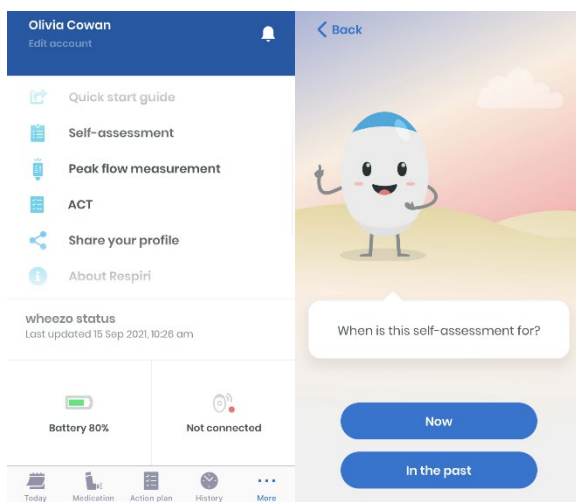 Olivia Cowan
Edit account
Quick start guide
Self-assessment
Peak flow measurement
ACT
Share your profile
About Respiri
wheezo status
Last updated 15 Sep 2021, 10:26 am
Battery 80%
Not connected
Today
Medication
Action plan
History
More
Back
When is this self-assessment for?
Now
In the past